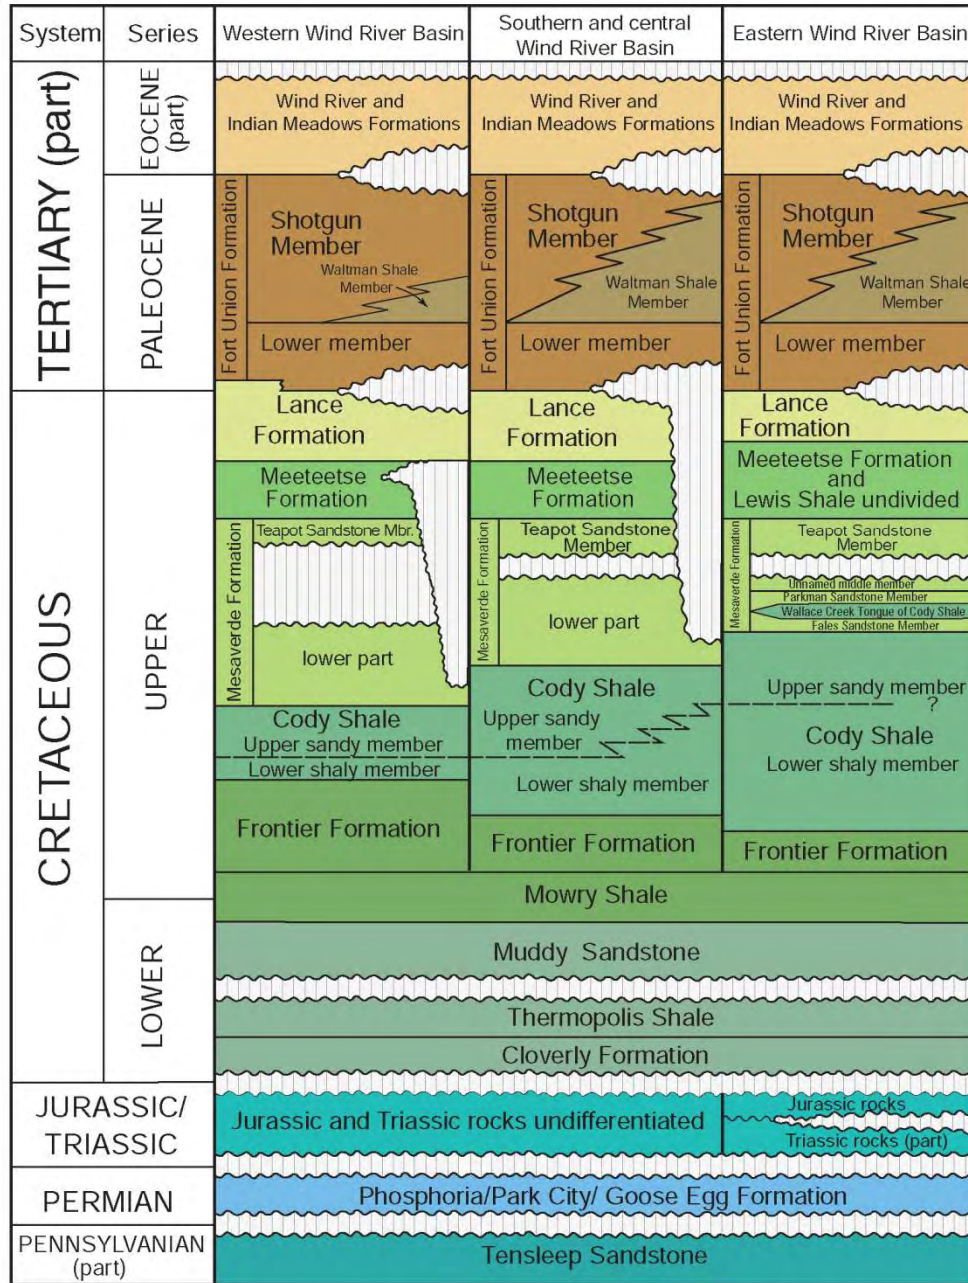 System
Series
Western Wind River Basin
Southern and central
Wind River Basin
Eastern Wind River Basin
TERTIARY (part)
EOCENE
(part)
Wind River and
Indian Meadows Formations
Wind River and
Indian Meadows Formations
Wind River and
Indian Meadows Formations
PALEOCENE
Fort Union Formation
Shotgun
Member
Waltman Shale
Member
Lower member
Fort Union Formation
Shotgun
Member
Waltman Shale
Member
Lower member
Fort Union Formation
Shotgun
Member
Waltman Shale
Member
Lower member
CRETACEOUS
UPPER
Lance
Formation
Meeteetse
Formation
Mesaverde Formation
Teapot Sandstone Mbr.
lower part
Cody Shale
Upper sandy member
Lower shaly member
Frontier Formation
Lance
Formation
Meeteetse
Formation
Mesaverde Formation
Teapot Sandstone
Member
lower part
Cody Shale
Upper sandy
member
Lower shaly member
Frontier Formation
Lance
Formation
Meeteetse Formation
and
Lewis Shale undivided
Mesaverde Formation
Teapot Sandstone
Member
Unnamed middle member
Parkman Sandstone Member
Wallace Creek Tongue of Cody Shale
Fales Sandstone Member
Upper sandy member
?
Cody Shale
Lower shaly member
Frontier Formation
Mowry Shale
LOWER
Muddy Sandstone
Thermopolis Shale
Cloverly Formation
JURASSIC/
TRIASSIC
Jurassic and Triassic rocks undifferentiated
Jurassic rocks
Triassic rocks (part)
PERMIAN
Phosphoria/Park City/ Goose Egg Formation
PENNSYLVANIAN
(part)
Tensleep Sandstone